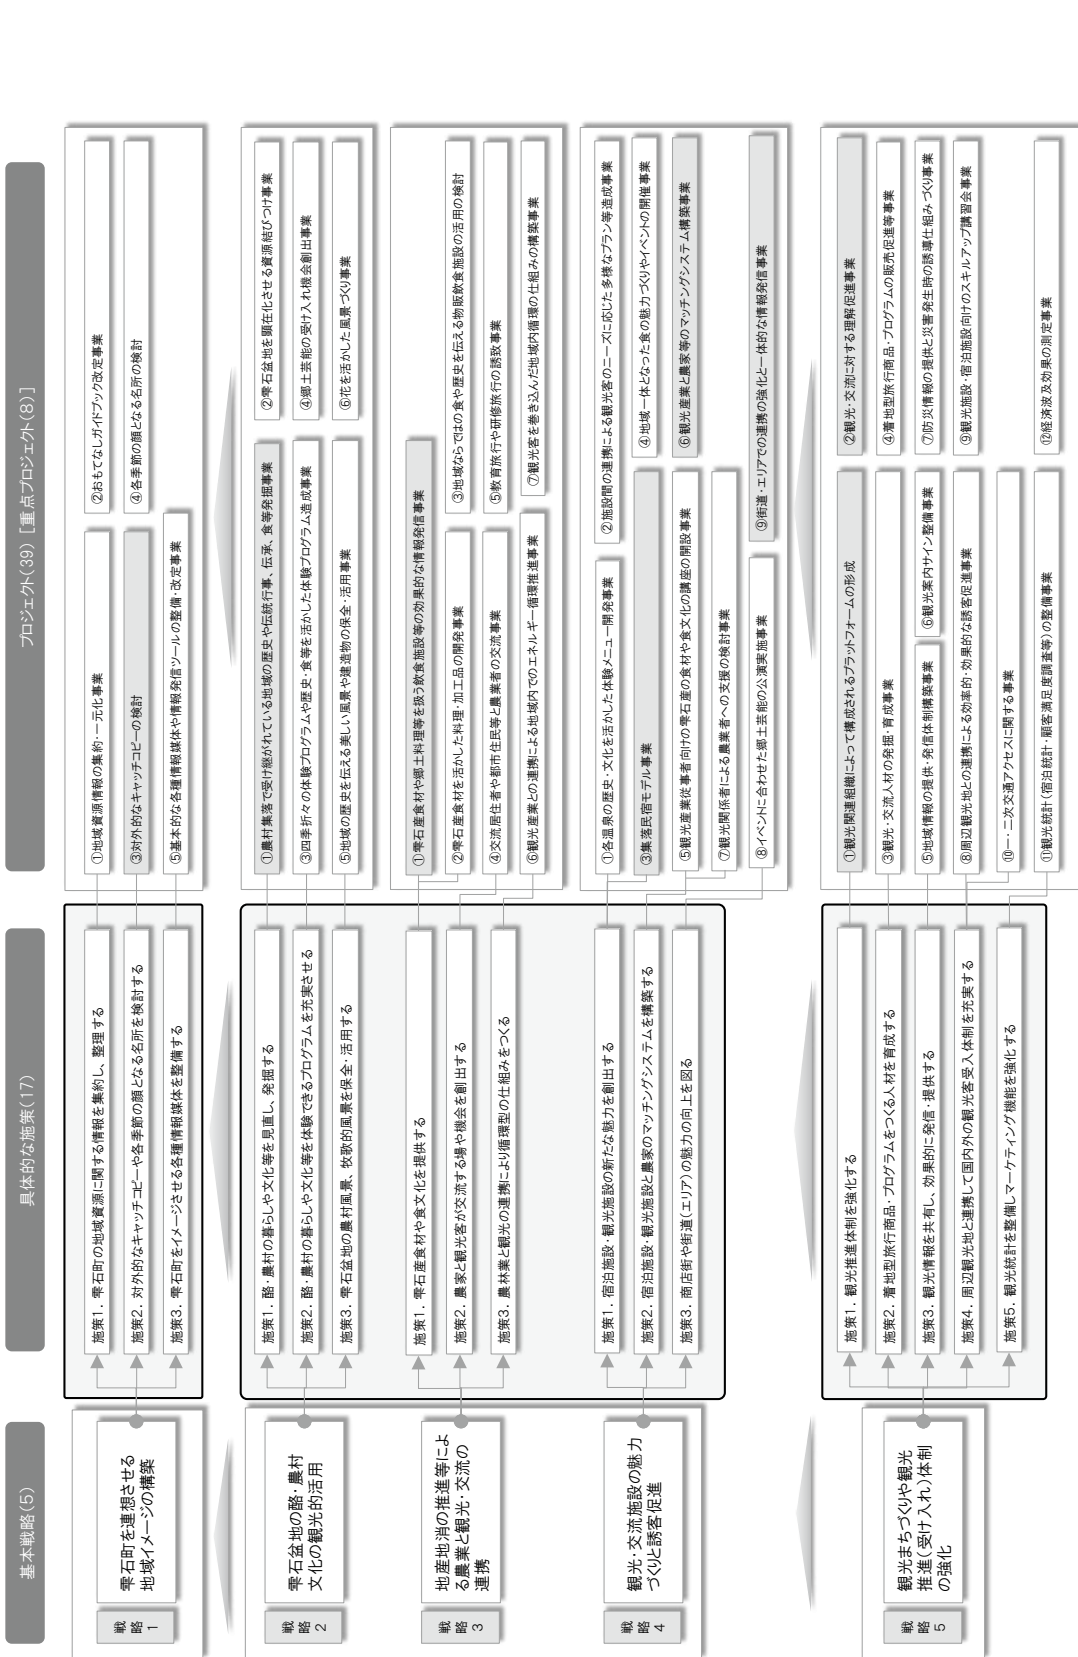 基本戦略(5)
具体的な施策(17)
プロジェクト(39) [重点プロジェクト(8)]
戦略1
雫石町を連想させる
地域イメージの構築
施策1. 雫石町の地域資源に関する情報を集約し、整理する
施策2. 対外的なキャッチコピーや各季節の顔となる名所を検討する
施策3. 雫石町をイメージさせる各種情報媒体を整備する
①地域資源情報の集約・一元化事業
②おもてなしガイドブック改定事業
③対外的なキャッチコピーの検討
④各季節の顔となる名所の検討
⑤基本的な各種情報媒体や情報発信ツールの整備・改定事業
戦略2
雫石盆地の酪・農村
文化の観光的活用
施策1. 酪・農村の暮らしや文化等を見直し、発掘する
施策2. 酪・農村の暮らしや文化等を体験できるプログラムを充実させる
施策3. 雫石盆地の農村風景、牧歌的風景を保全・活用する
①農村集落で受け継がれている地域の歴史や伝統行事、伝承、食等発掘事業
②雫石盆地を顕在化させる資源結びつけ事業
③四季折々の体験プログラムや歴史・食等を活かした体験プログラム造成事業
④郷土芸能の受け入れ機会創出事業
⑤地域の歴史を伝える美しい風景や建造物の保全・活用事業
⑥花を活かした風景づくり事業
戦略3
地産地消の推進等によ
る農業と観光・交流の
連携
施策1. 雫石産食材や食文化を提供する
施策2. 農家と観光客が交流する場や機会を創出する
施策3. 農林業と観光の連携により循環型の仕組みをつくる
①雫石産食材や郷土料理等を扱う飲食施設等の効果的な情報発信事業
②雫石産食材を活かした料理・加工品の開発事業
③地域ならではの食や歴史を伝える物販飲食施設の活用の検討
④交流居住者や都市住民等と農業者の交流事業
⑤教育旅行や研修旅行の誘致事業
⑥観光産業との連携による地域内でのエネルギー循環推進事業
⑦観光客を巻き込んだ地域内循環の仕組みの構築事業
戦略4
観光・交流施設の魅力
づくりと誘客促進
施策1. 宿泊施設・観光施設の新たな魅力を創出する
施策2. 宿泊施設・観光施設と農家のマッチングシステムを構築する
施策3. 商店街や街道(エリア)の魅力の向上を図る
①各温泉の歴史・文化を活かした体験メニュー開発事業
②施設間の連携による観光客のニーズに応じた多様なプラン等造成事業
③集落民宿モデル事業
④地域一体となった食の魅力づくりやイベントの開催事業
⑤観光産業従事者向けの雫石産の食材や食文化の講座の開設事業
⑥観光産業と農家等のマッチングシステム構築事業
⑦観光関係者による農業者への支援の検討事業
⑧イベントに合わせた郷土芸能の公演実施事業
⑨街道・エリアでの連携の強化と一体的な情報発信事業
戦略5
観光まちづくりや観光
推進(受け入れ)体制
の強化
施策1. 観光推進体制を強化する
施策2. 着地型旅行商品・プログラムをつくる人材を育成する
施策3. 観光情報を共有し、効果的に発信・提供する
施策4. 周辺観光地と連携して国内外の観光客受入体制を充実する
施策5. 観光統計を整備しマーケティング機能を強化する
①観光関連組織によって構成されるプラットフォームの形成
②観光・交流に対する理解促進事業
③観光・交流人材の発掘・育成事業
④着地型旅行商品・プログラムの販売促進等事業
⑤地域情報の提供・発信体制構築事業
⑥観光案内サイン整備事業
⑦防災情報の提供と災害発生時の誘導仕組みづくり事業
⑧周辺観光地との連携による効率的・効果的な誘客促進事業
⑨観光施設・宿泊施設向けのスキルアップ講習会事業
⑩一・二次交通アクセスに関する事業
⑪観光統計(宿泊統計・顧客満足度調査等)の整備事業
⑫経済波及効果の測定事業